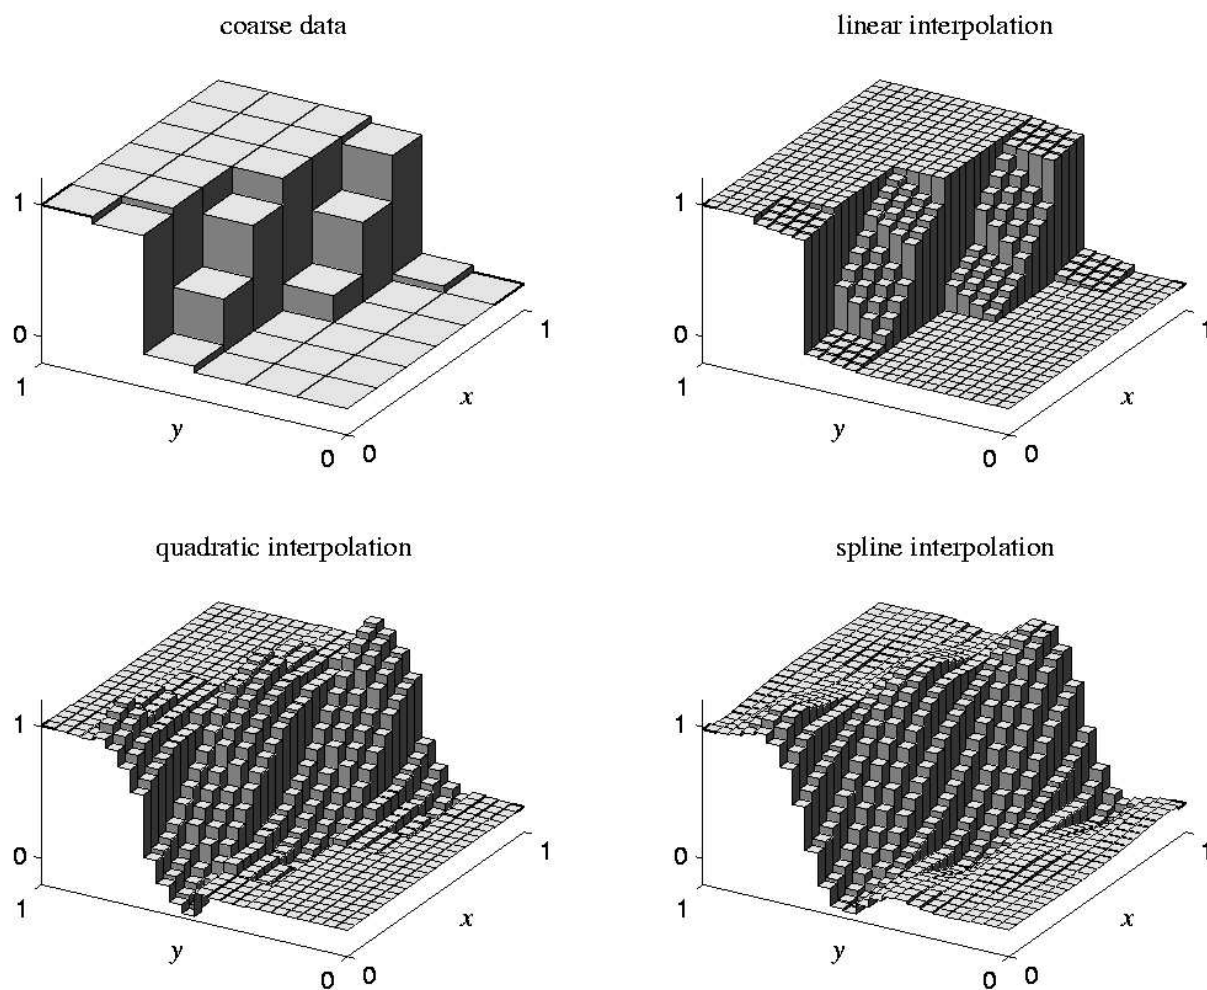 coarse data
1
0
1
y
0
0
x
1
linear interpolation
1
0
1
y
0
0
x
1
quadratic interpolation
1
0
1
y
0
0
x
1
spline interpolation
1
0
1
y
0
0
x
1